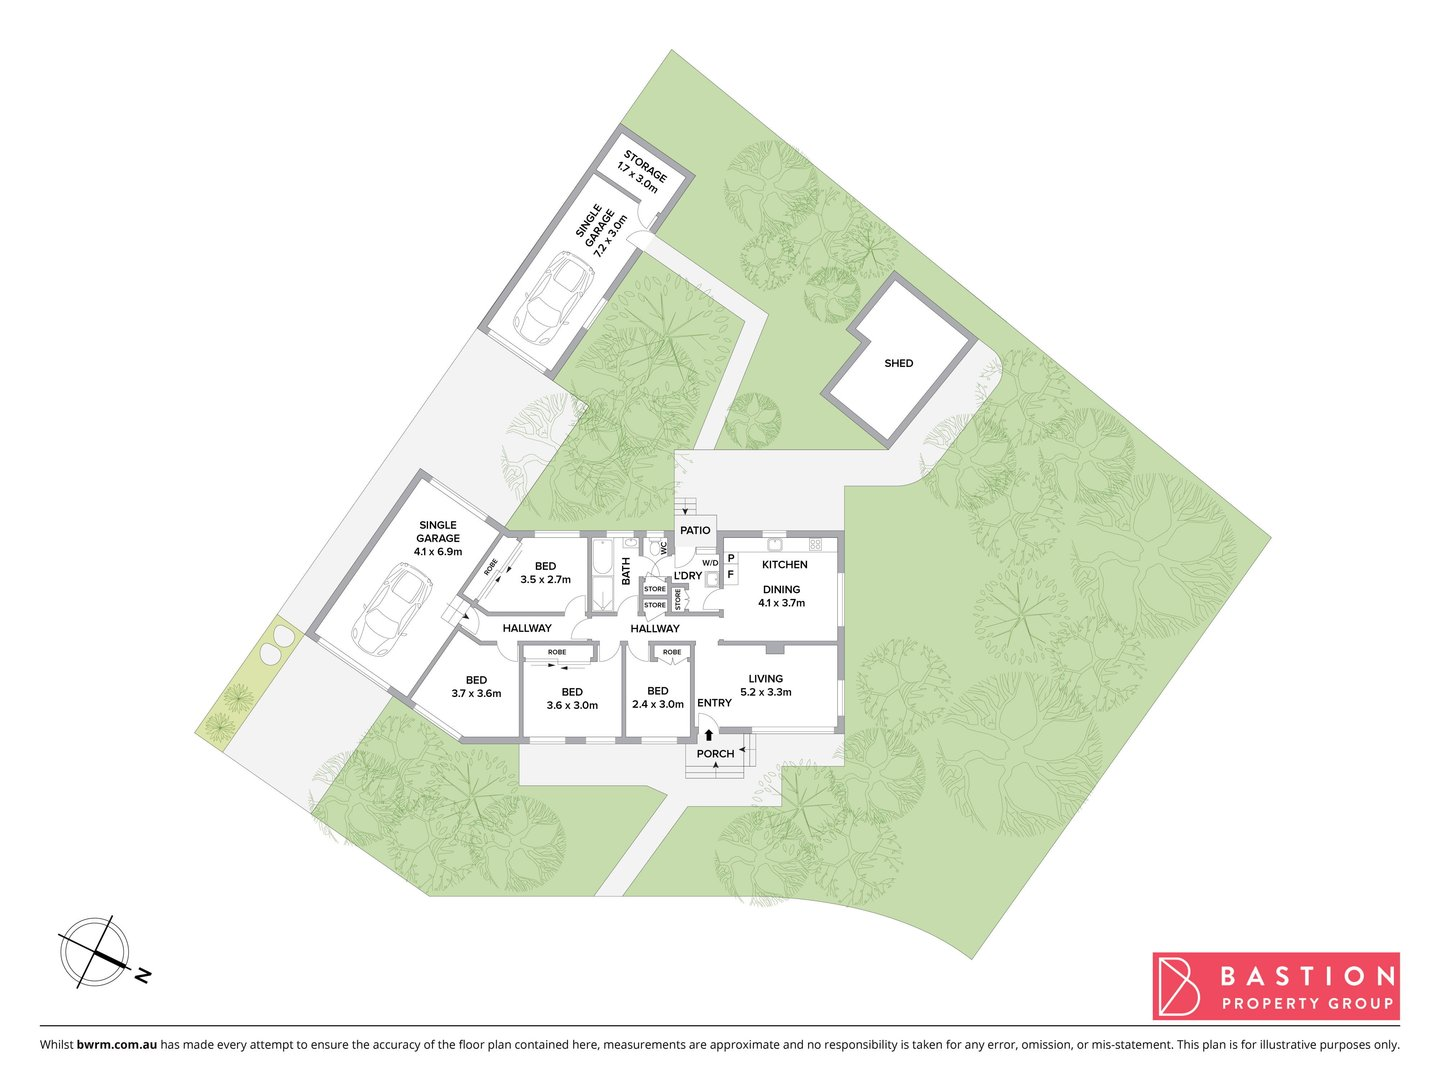 STORAGE
1.7 x 3.0m
SINGLE
GARAGE
7.2 x 3.0m
SHED
SINGLE
GARAGE
4.1 x 6.9m
PATIO
ROBE
BED
3.5 x 2.7m
BATH
WC
W/D
L'DRY
STORE
STORE
STORE
P
F
KITCHEN
DINING
4.1 x 3.7m
HALLWAY
HALLWAY
ROBE
ROBE
BED
3.7 x 3.6m
BED
3.6 x 3.0m
BED
2.4 x 3.0m
ENTRY
LIVING
5.2 x 3.3m
PORCH
N
BASTION
PROPERTY GROUP
Whilst bwrm.com.au has made every attempt to ensure the accuracy of the floor plan contained here, measurements are approximate and no responsibility is taken for any error, omission, or mis-statement. This plan is for illustrative purposes only.